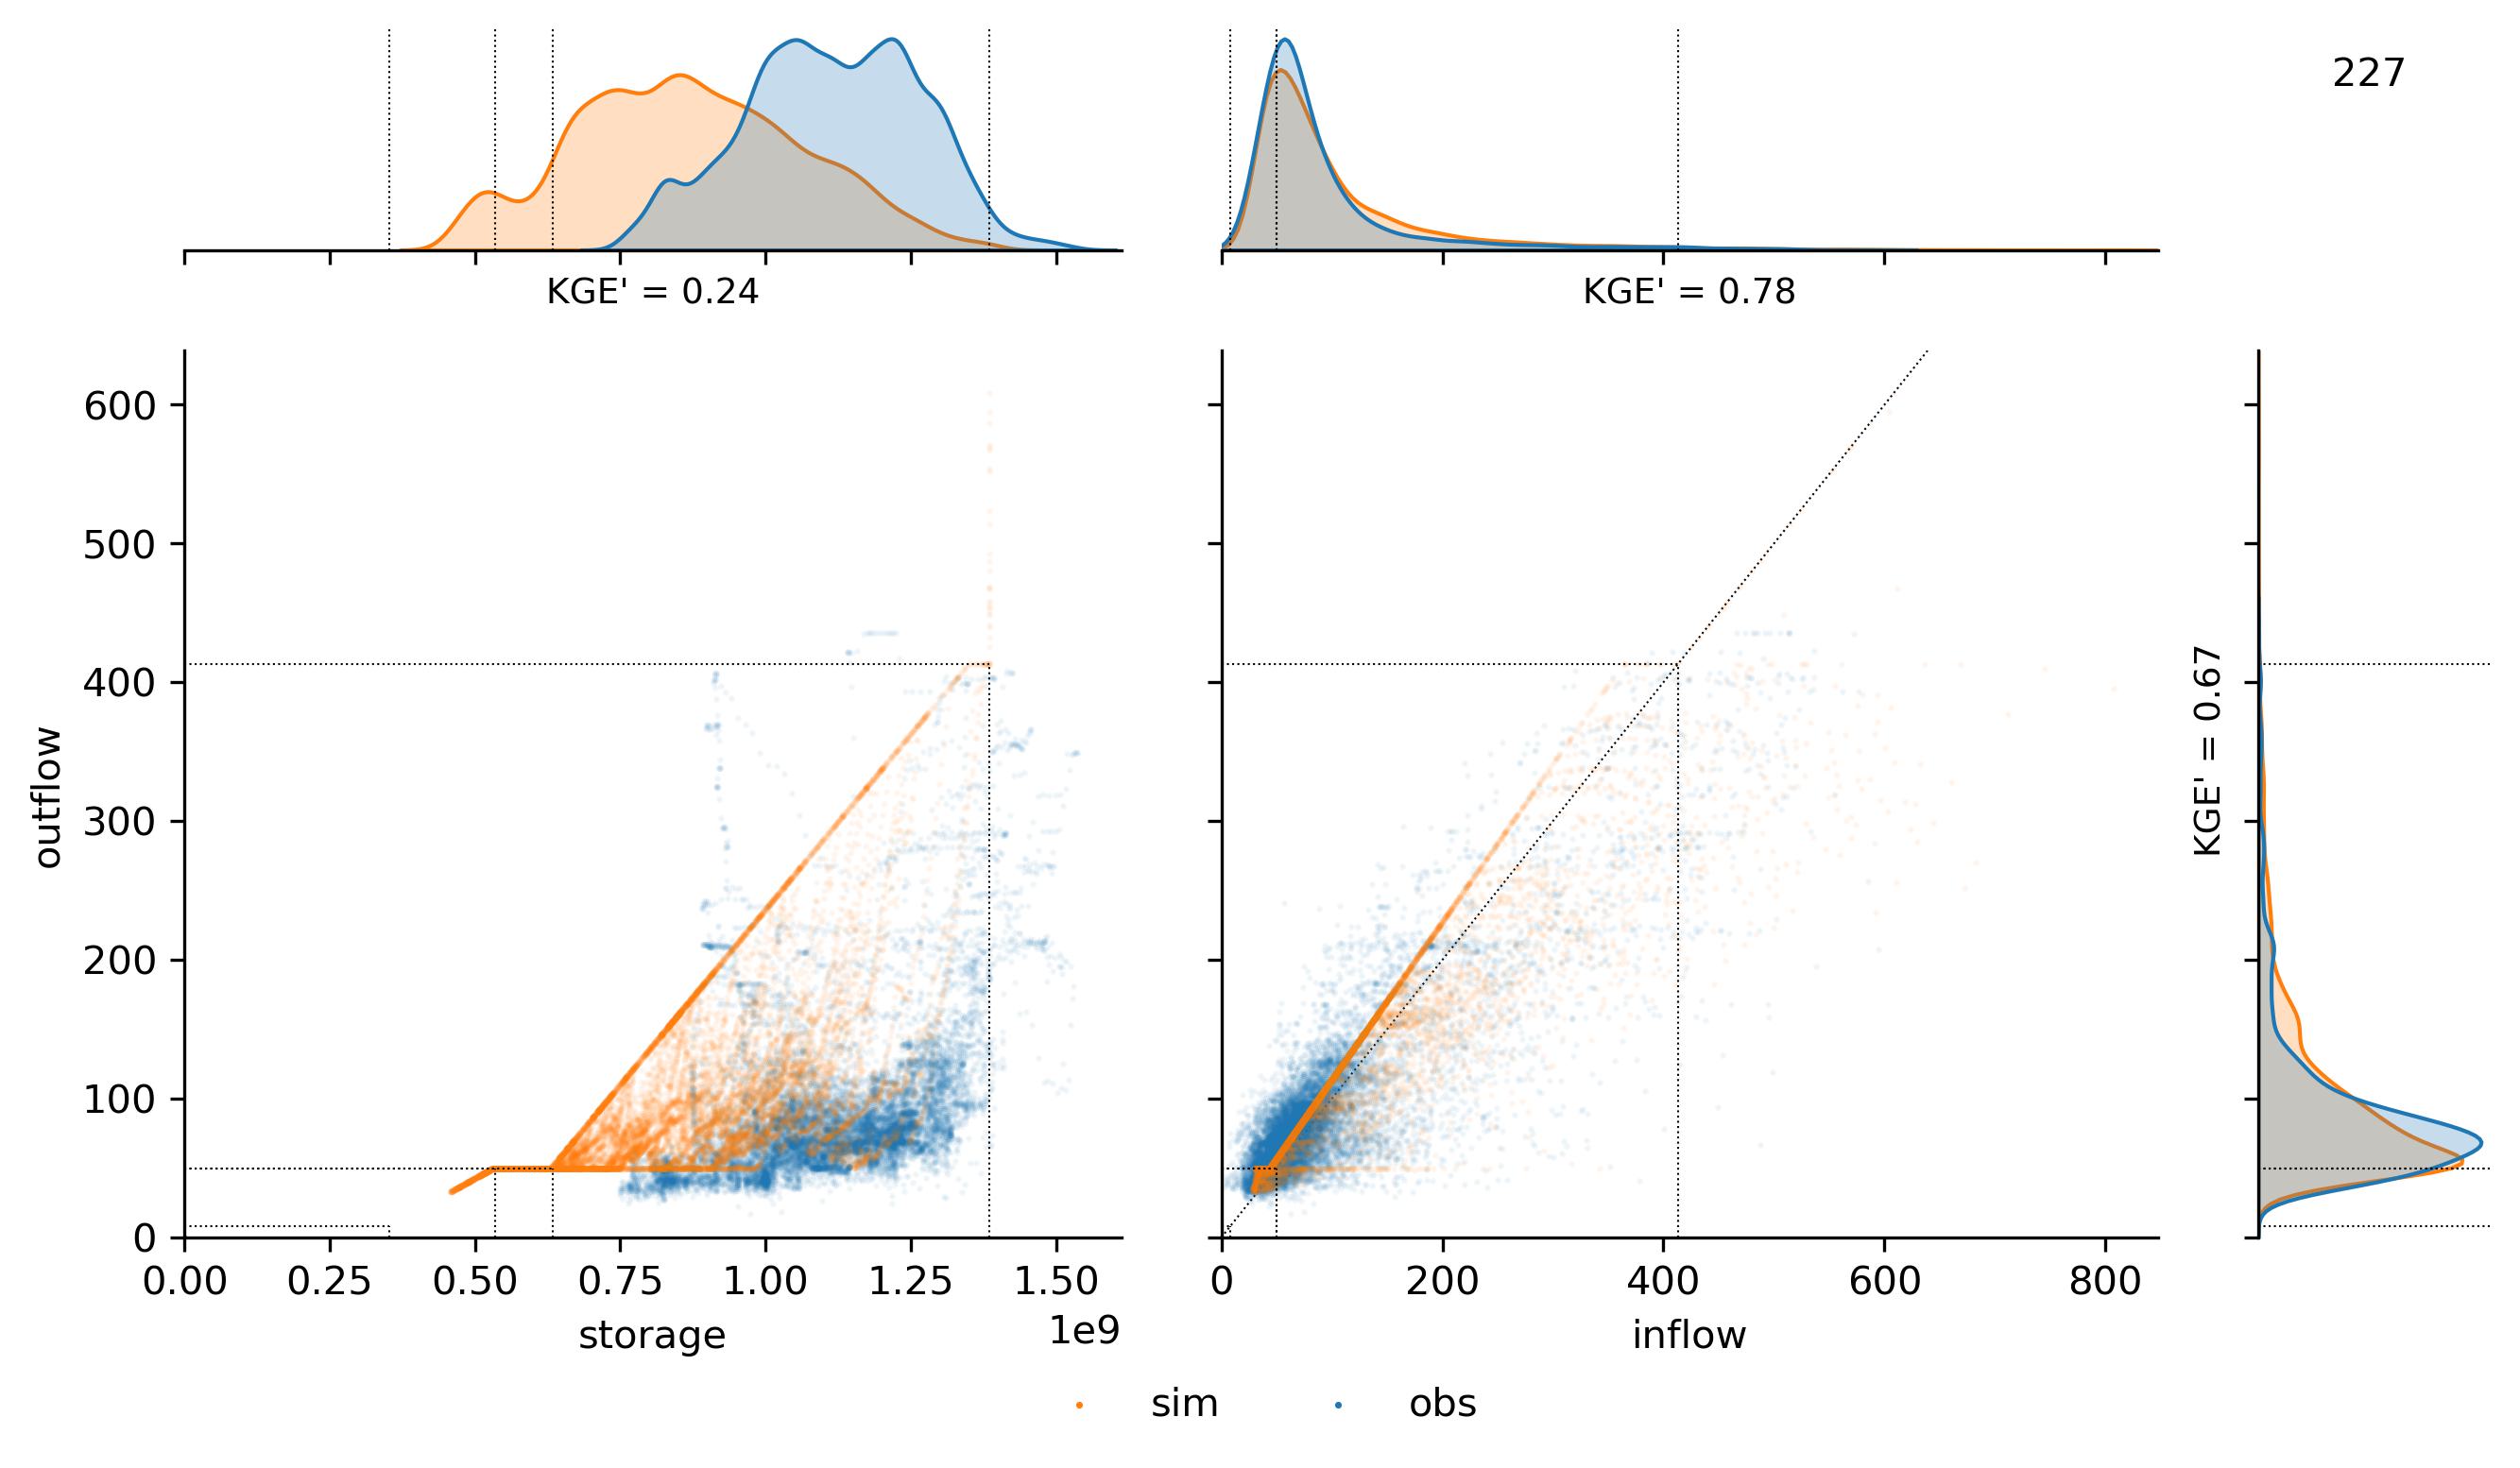 227
KGE' = 0.24
KGE' = 0.78
600
500
400
300
200
100
0
outflow
KGE' = 0.67
0.00 0.25 0.50 0.75 1.00 1.25 1.50
1e9
storage
0 200 400 600 800
inflow
sim obs